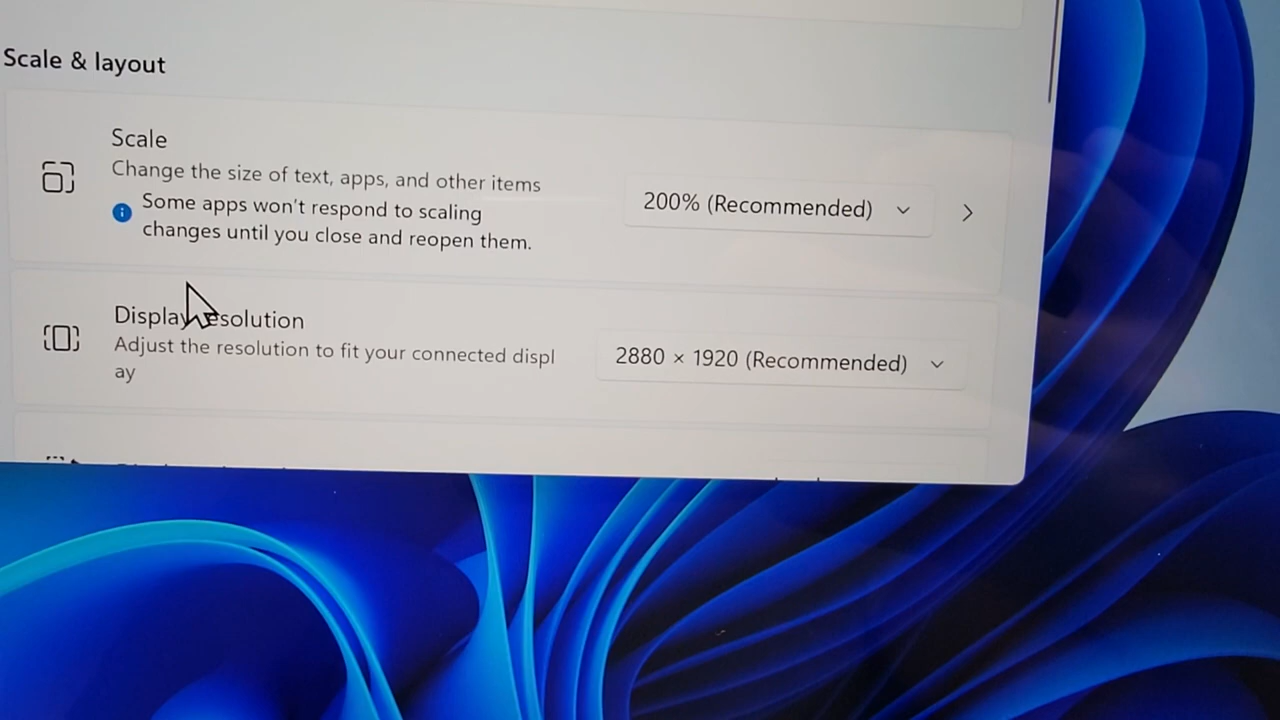 Scale & layout
Scale
Change the size of text, apps, and other items
Some apps won't respond to scaling
changes until you close and reopen them.
200% (Recommended)
Display resolution
Adjust the resolution to fit your connected displ
ay
2880 × 1920 (Recommended)